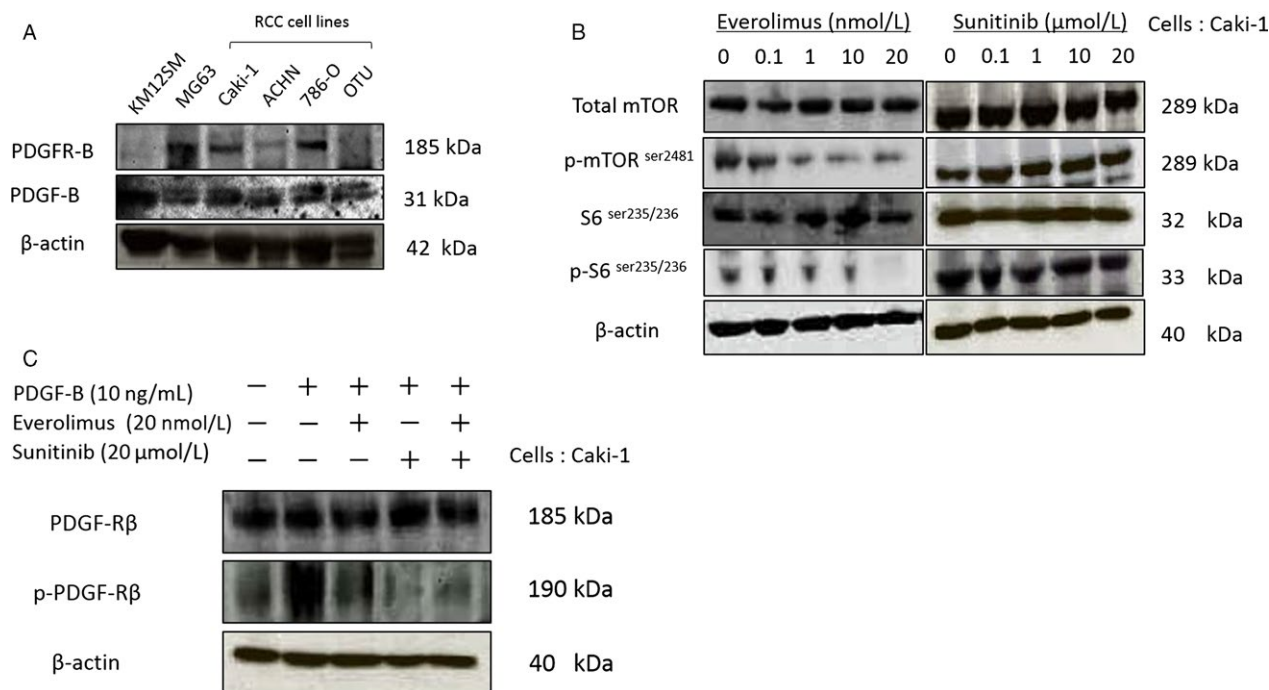 A
RCC cell lines
KM12SM MG63 Caki-1 ACHN 786-O OTU
PDGFR-B 185 kDa
PDGF-B 31 kDa
β-actin 42 kDa
B
Everolimus (nmol/L) Sunitinib (μmol/L) Cells : Caki-1
0 0.1 1 10 20 0 0.1 1 10 20
Total mTOR 289 kDa
p-mTOR ser2481 289 kDa
S6 ser235/236 32 kDa
p-S6 ser235/236 33 kDa
β-actin 40 kDa
C
PDGF-B (10 ng/mL) − + + + +
Everolimus (20 nmol/L) − − + − +
Sunitinib (20 μmol/L) − − − + + Cells : Caki-1
PDGF-Rβ 185 kDa
p-PDGF-Rβ 190 kDa
β-actin 40 kDa